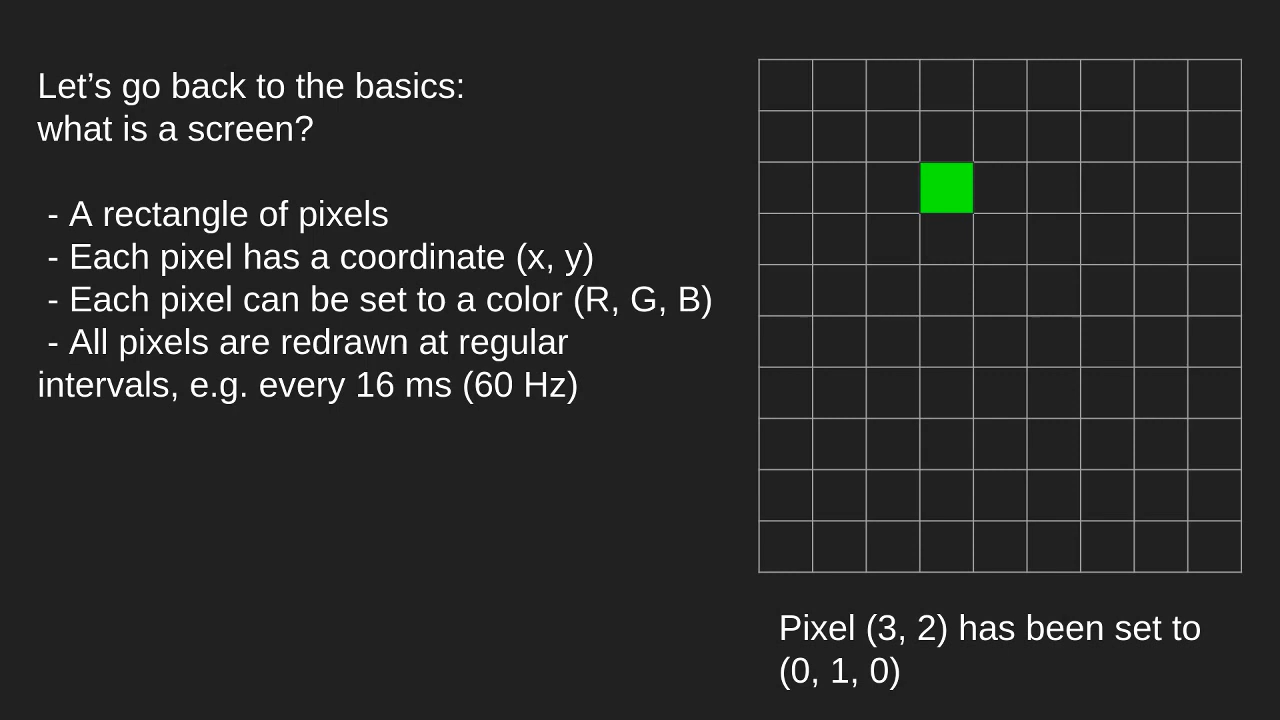 Let’s go back to the basics:
what is a screen?
- A rectangle of pixels
- Each pixel has a coordinate (x, y)
- Each pixel can be set to a color (R, G, B)
- All pixels are redrawn at regular
intervals, e.g. every 16 ms (60 Hz)
Pixel (3, 2) has been set to
(0, 1, 0)